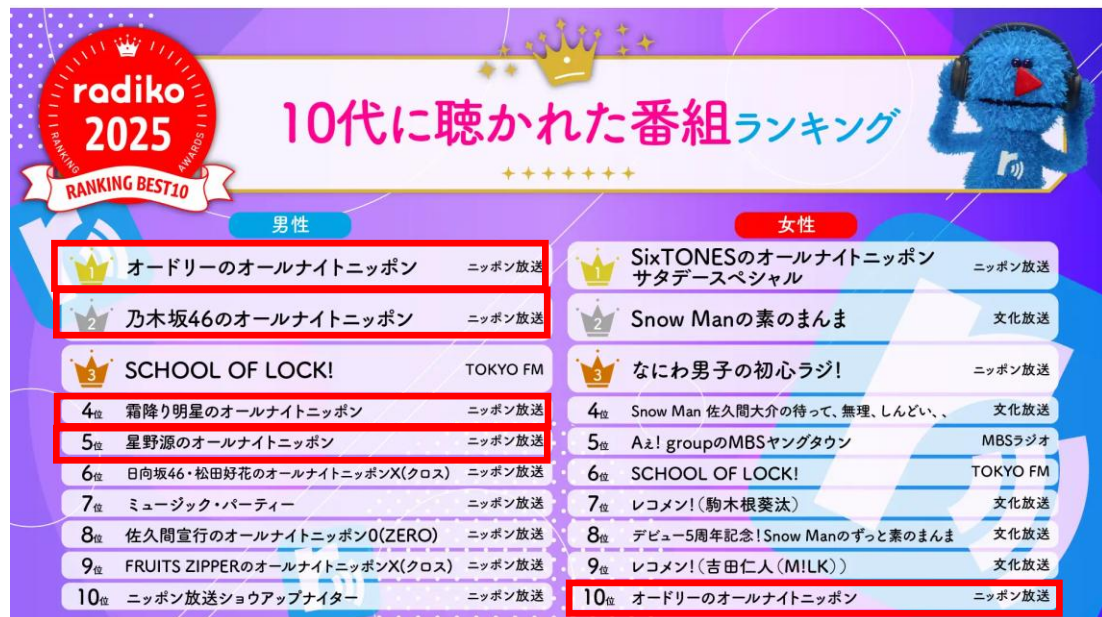 radiko
2025
RANKING AWARDS
RANKING BEST10
10代に聴かれた番組ランキング
男性
1 オードリーのオールナイトニッポン ニッポン放送
2 乃木坂46のオールナイトニッポン ニッポン放送
3 SCHOOL OF LOCK! TOKYO FM
4位 霜降り明星のオールナイトニッポン ニッポン放送
5位 星野源のオールナイトニッポン ニッポン放送
6位 日向坂46・松田好花のオールナイトニッポンX(クロス) ニッポン放送
7位 ミュージック・パーティー ニッポン放送
8位 佐久間宣行のオールナイトニッポン0(ZERO) ニッポン放送
9位 FRUITS ZIPPERのオールナイトニッポンX(クロス) ニッポン放送
10位 ニッポン放送ショウアップナイター ニッポン放送
女性
1 SixTONESのオールナイトニッポン
サタデースペシャル ニッポン放送
2 Snow Manの素のまんま 文化放送
3 なにわ男子の初心ラジ! ニッポン放送
4位 Snow Man 佐久間大介の待って、無理、しんどい、、 文化放送
5位 Aぇ! groupのMBSヤングタウン MBSラジオ
6位 SCHOOL OF LOCK! TOKYO FM
7位 レコメン!(駒木根葵汰) 文化放送
8位 デビュー5周年記念!Snow Manのずっと素のまんま 文化放送
9位 レコメン!(吉田仁人(M!LK)) 文化放送
10位 オードリーのオールナイトニッポン ニッポン放送